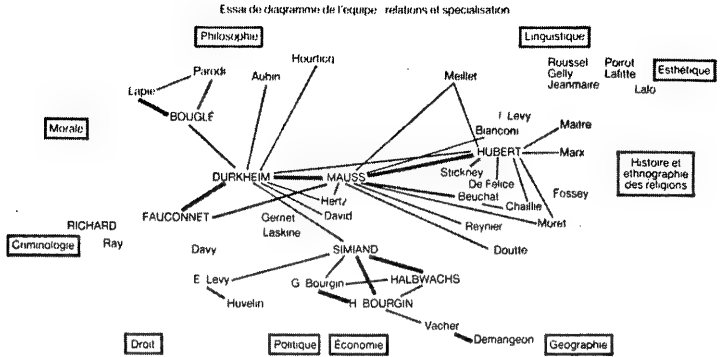 Essai de diagramme de l'equipe relations et spécialisation
Philosophie
Linguistique
Hourticq
Roussel Poirot
Parodi
Aubin
Meillet
Gelly Lafitte
Esthétique
Jeanmaire
Lapie
Lalo
BOUGLÉ
I Levy
Morale
Bianconi
Maitre
HUBERT
Marx
Histoire et
ethnographie
des religions
Stickney
DURKHEIM MAUSS
De Felice
Fossey
Hertz
Beuchat
Chaillie
FAUCONNET
Gernet
David
Moret
RICHARD
Laskine
Reynier
Criminologie
Ray
Davy
SIMIAND
Doutte
E Levy
G Bourgin
HALBWACHS
Huvelin
H BOURGIN
Vacher
Demangeon
Droit
Politique
Économie
Geographie